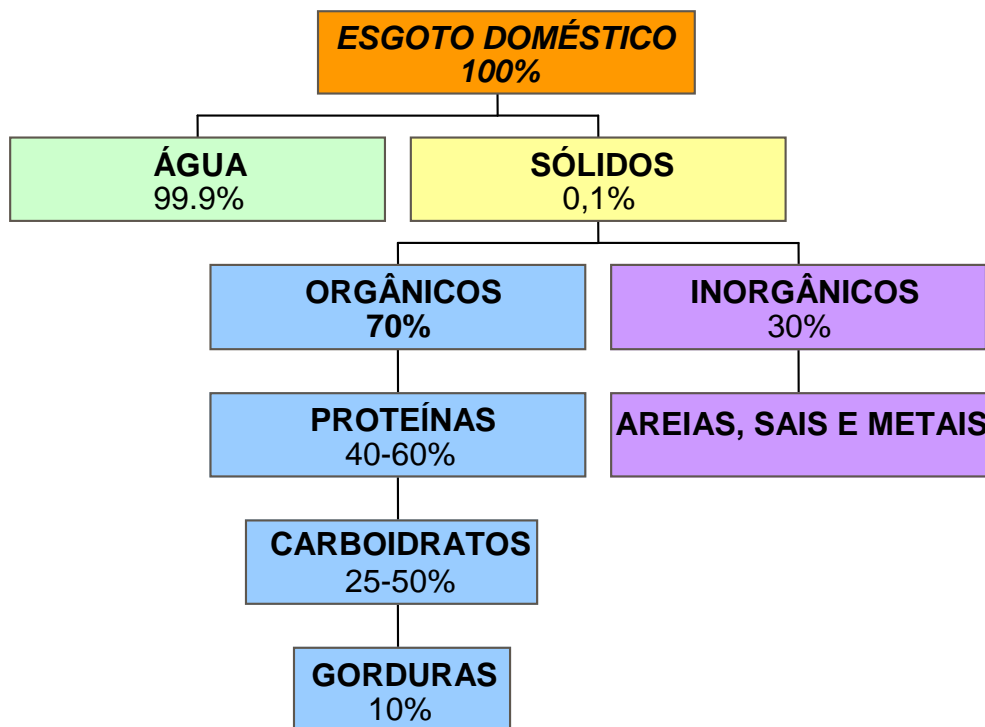 ESGOTO DOMÉSTICO
100%
ÁGUA
99.9%
SÓLIDOS
0,1%
ORGÂNICOS
70%
INORGÂNICOS
30%
PROTEÍNAS
40-60%
AREIAS, SAIS E METAIS
CARBOIDRATOS
25-50%
GORDURAS
10%